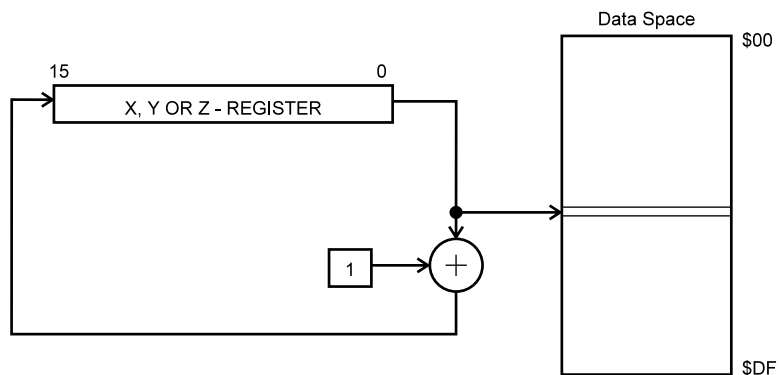 Data Space
$00
15 0
X, Y OR Z - REGISTER
1
+
$DF